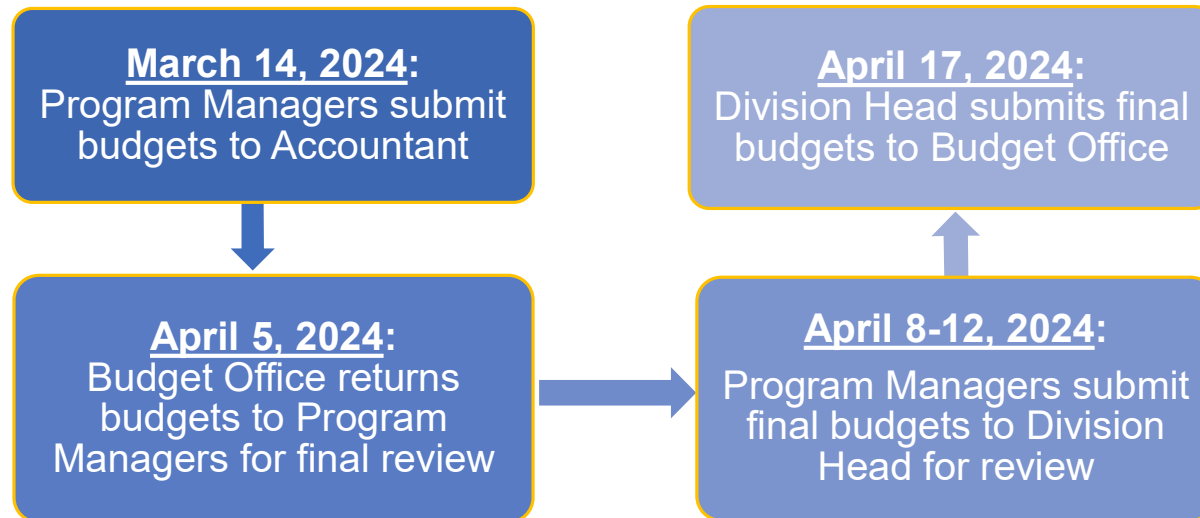 March 14, 2024:
Program Managers submit
budgets to Accountant
April 5, 2024:
Budget Office returns
budgets to Program
Managers for final review
April 8-12, 2024:
Program Managers submit
final budgets to Division
Head for review
April 17, 2024:
Division Head submits final
budgets to Budget Office